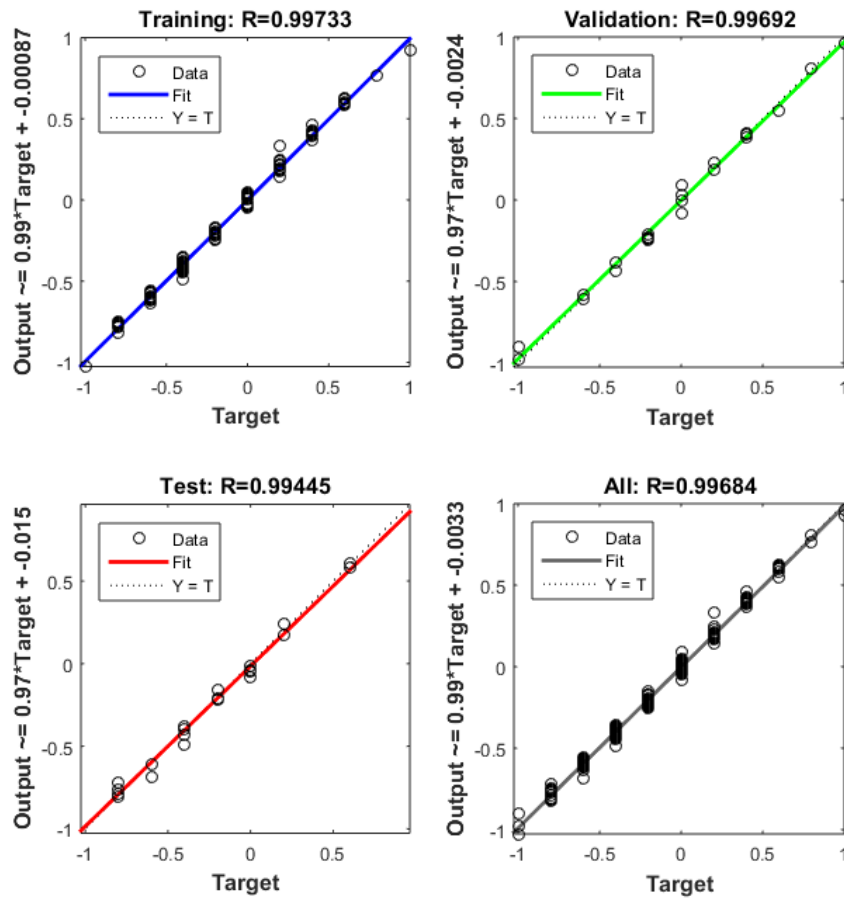 Training: R=0.99733
Output ~= 0.99*Target + -0.00087
1
0.5
0
-0.5
-1
Data
Fit
Y = T
-1
-0.5
0
0.5
1
Target
Validation: R=0.99692
Output ~= 0.97*Target + -0.0024
1
0.5
0
-0.5
-1
Data
Fit
Y = T
-1
-0.5
0
0.5
1
Target
Test: R=0.99445
Output ~= 0.97*Target + -0.015
0.5
0
-0.5
-1
Data
Fit
Y = T
-1
-0.5
0
0.5
Target
All: R=0.99684
Output ~= 0.99*Target + -0.0033
1
0.5
0
-0.5
-1
Data
Fit
Y = T
-1
-0.5
0
0.5
1
Target